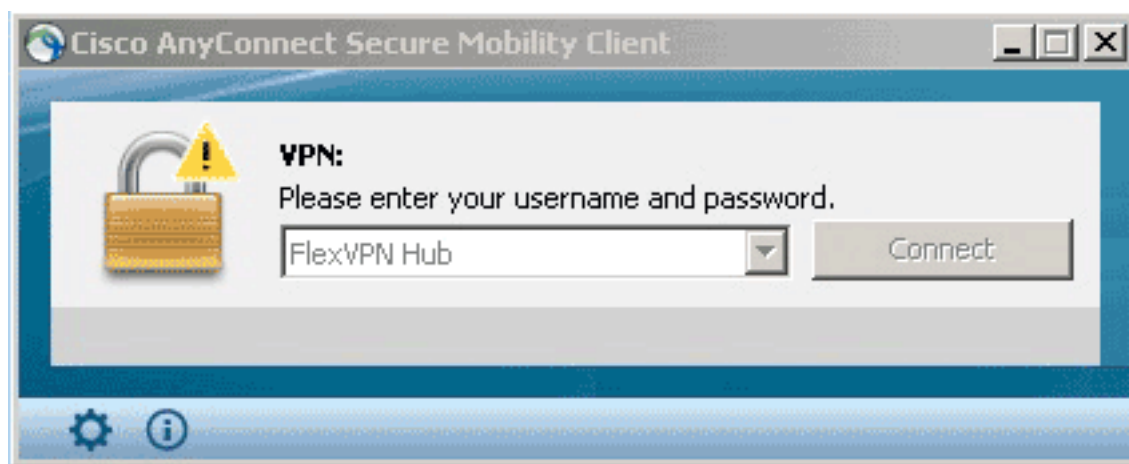 Cisco AnyConnect Secure Mobility Client
VPN:
Please enter your username and password.
FlexVPN Hub
Connect